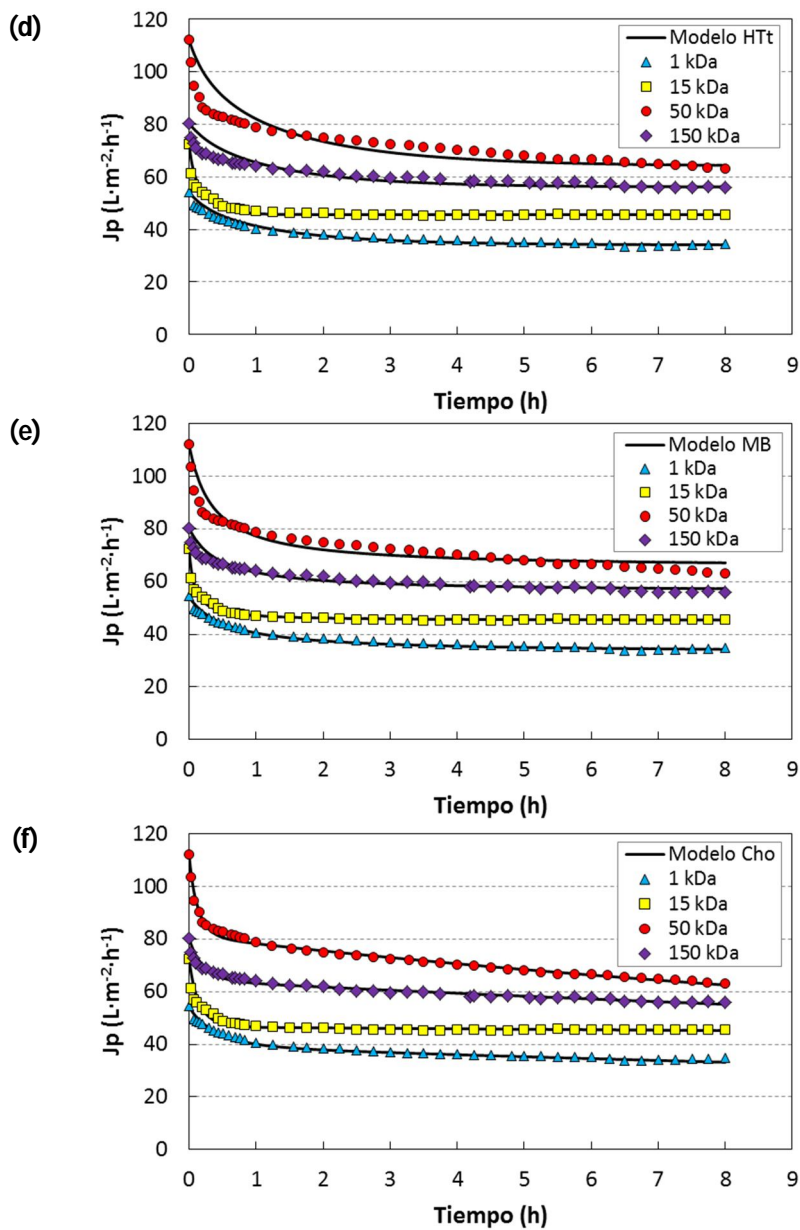 (d)
120
100
80
60
40
20
0
Jp (L·m⁻²·h⁻¹)
Modelo HTt
1 kDa
15 kDa
50 kDa
150 kDa
0 1 2 3 4 5 6 7 8 9
Tiempo (h)
(e)
120
100
80
60
40
20
0
Jp (L·m⁻²·h⁻¹)
Modelo MB
1 kDa
15 kDa
50 kDa
150 kDa
0 1 2 3 4 5 6 7 8 9
Tiempo (h)
(f)
120
100
80
60
40
20
0
Jp (L·m⁻²·h⁻¹)
Modelo Cho
1 kDa
15 kDa
50 kDa
150 kDa
0 1 2 3 4 5 6 7 8 9
Tiempo (h)